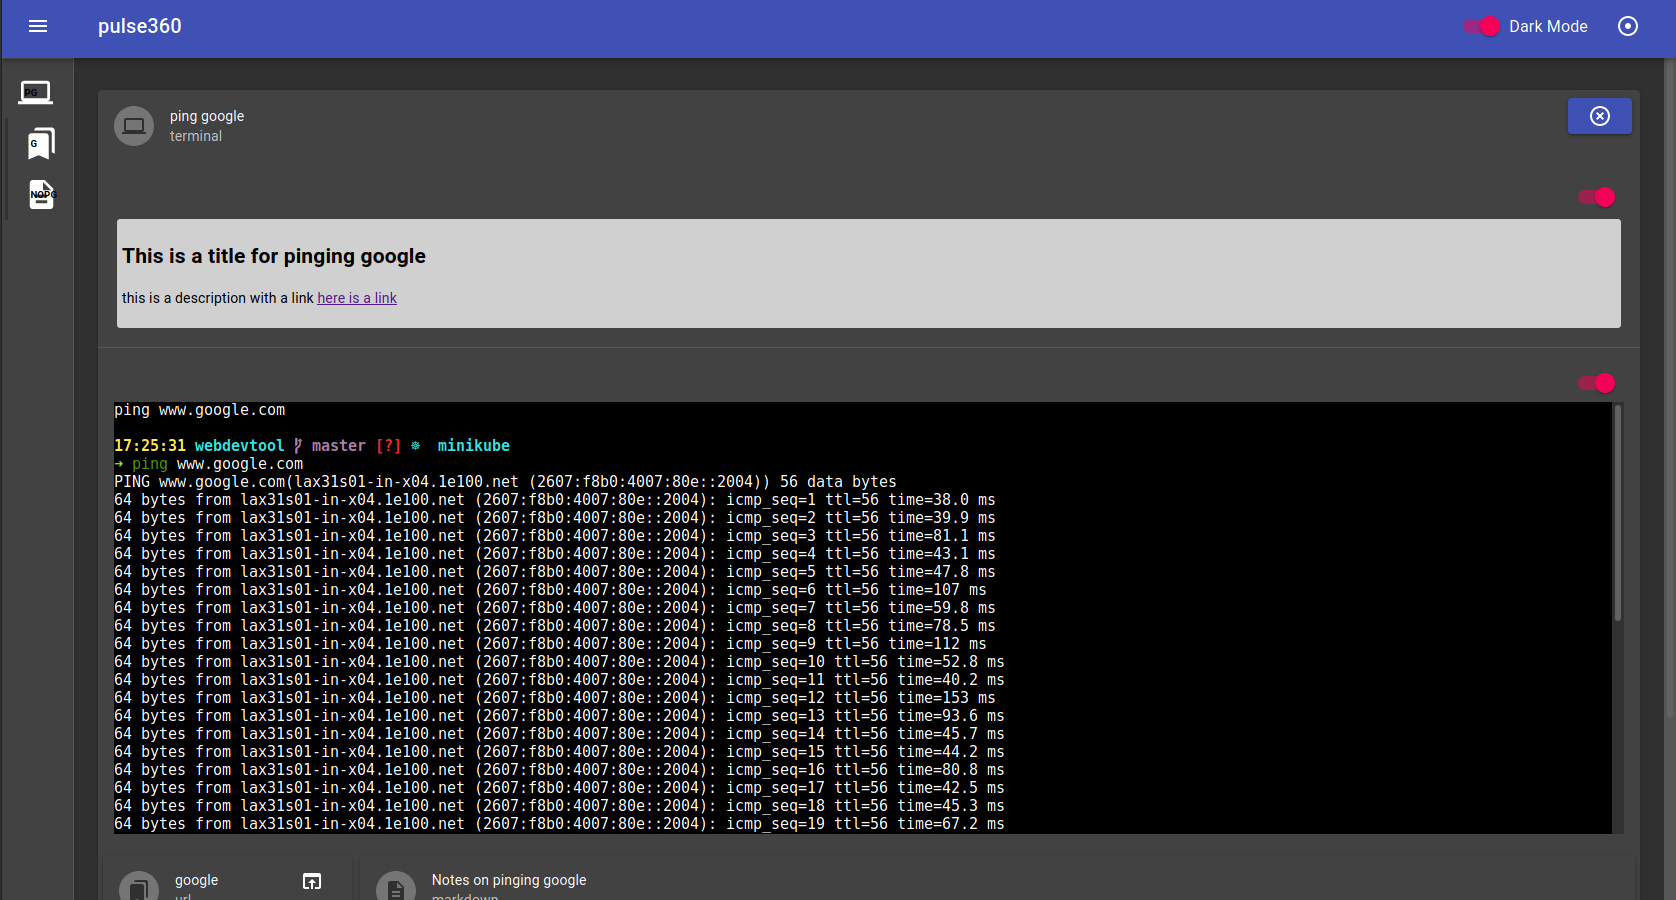 pulse360
Dark Mode
PG
G
NOPG
ping google
terminal
This is a title for pinging google
this is a description with a link here is a link
ping www.google.com
17:25:31 webdevtool master [?] ☸ minikube
➜ ping www.google.com
PING www.google.com(lax31s01-in-x04.1e100.net (2607:f8b0:4007:80e::2004)) 56 data bytes
64 bytes from lax31s01-in-x04.1e100.net (2607:f8b0:4007:80e::2004): icmp_seq=1 ttl=56 time=38.0 ms
64 bytes from lax31s01-in-x04.1e100.net (2607:f8b0:4007:80e::2004): icmp_seq=2 ttl=56 time=39.9 ms
64 bytes from lax31s01-in-x04.1e100.net (2607:f8b0:4007:80e::2004): icmp_seq=3 ttl=56 time=81.1 ms
64 bytes from lax31s01-in-x04.1e100.net (2607:f8b0:4007:80e::2004): icmp_seq=4 ttl=56 time=43.1 ms
64 bytes from lax31s01-in-x04.1e100.net (2607:f8b0:4007:80e::2004): icmp_seq=5 ttl=56 time=47.8 ms
64 bytes from lax31s01-in-x04.1e100.net (2607:f8b0:4007:80e::2004): icmp_seq=6 ttl=56 time=107 ms
64 bytes from lax31s01-in-x04.1e100.net (2607:f8b0:4007:80e::2004): icmp_seq=7 ttl=56 time=59.8 ms
64 bytes from lax31s01-in-x04.1e100.net (2607:f8b0:4007:80e::2004): icmp_seq=8 ttl=56 time=78.5 ms
64 bytes from lax31s01-in-x04.1e100.net (2607:f8b0:4007:80e::2004): icmp_seq=9 ttl=56 time=112 ms
64 bytes from lax31s01-in-x04.1e100.net (2607:f8b0:4007:80e::2004): icmp_seq=10 ttl=56 time=52.8 ms
64 bytes from lax31s01-in-x04.1e100.net (2607:f8b0:4007:80e::2004): icmp_seq=11 ttl=56 time=40.2 ms
64 bytes from lax31s01-in-x04.1e100.net (2607:f8b0:4007:80e::2004): icmp_seq=12 ttl=56 time=153 ms
64 bytes from lax31s01-in-x04.1e100.net (2607:f8b0:4007:80e::2004): icmp_seq=13 ttl=56 time=93.6 ms
64 bytes from lax31s01-in-x04.1e100.net (2607:f8b0:4007:80e::2004): icmp_seq=14 ttl=56 time=45.7 ms
64 bytes from lax31s01-in-x04.1e100.net (2607:f8b0:4007:80e::2004): icmp_seq=15 ttl=56 time=44.2 ms
64 bytes from lax31s01-in-x04.1e100.net (2607:f8b0:4007:80e::2004): icmp_seq=16 ttl=56 time=80.8 ms
64 bytes from lax31s01-in-x04.1e100.net (2607:f8b0:4007:80e::2004): icmp_seq=17 ttl=56 time=42.5 ms
64 bytes from lax31s01-in-x04.1e100.net (2607:f8b0:4007:80e::2004): icmp_seq=18 ttl=56 time=45.3 ms
64 bytes from lax31s01-in-x04.1e100.net (2607:f8b0:4007:80e::2004): icmp_seq=19 ttl=56 time=67.2 ms
google
url
Notes on pinging google
markdown